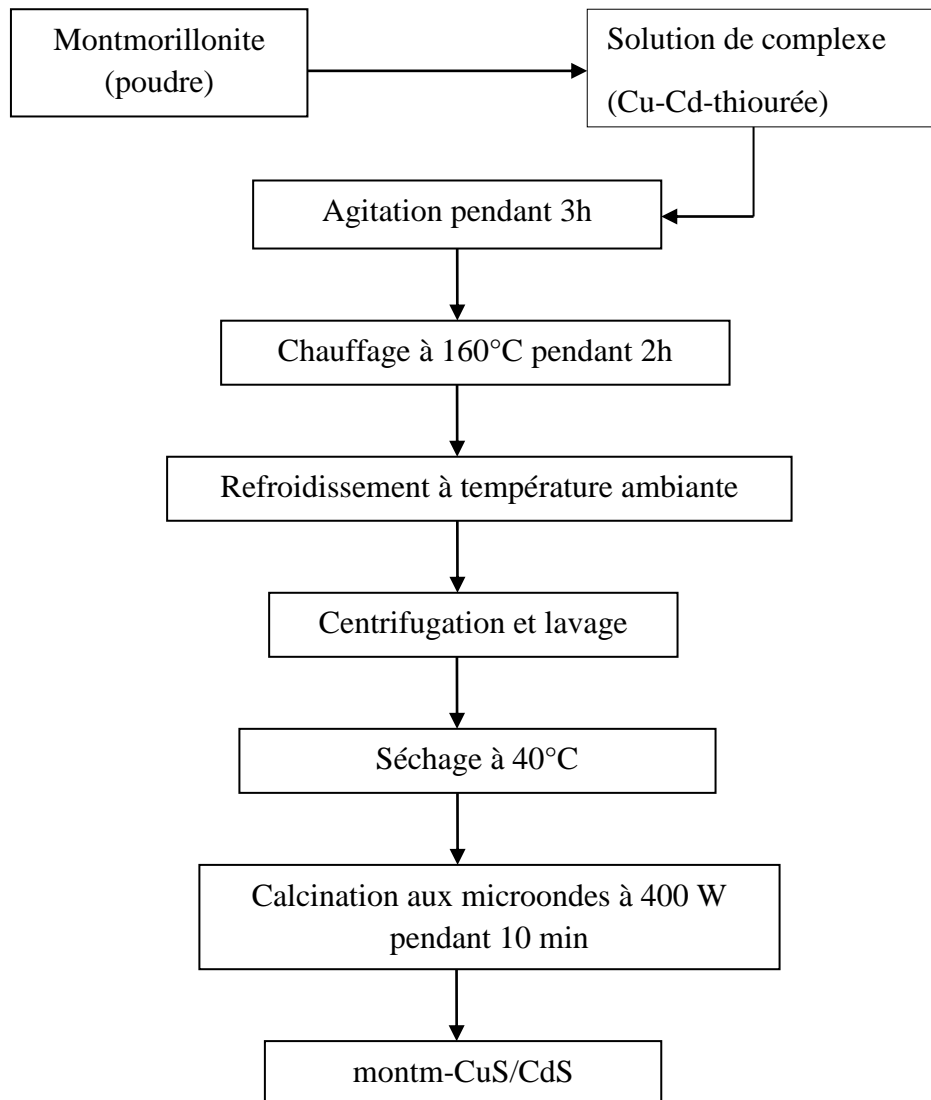 Montmorillonite
(poudre)
Solution de complexe
(Cu-Cd-thiourée)
Agitation pendant 3h
Chauffage à 160°C pendant 2h
Refroidissement à température ambiante
Centrifugation et lavage
Séchage à 40°C
Calcination aux microondes à 400 W
pendant 10 min
montm-CuS/CdS